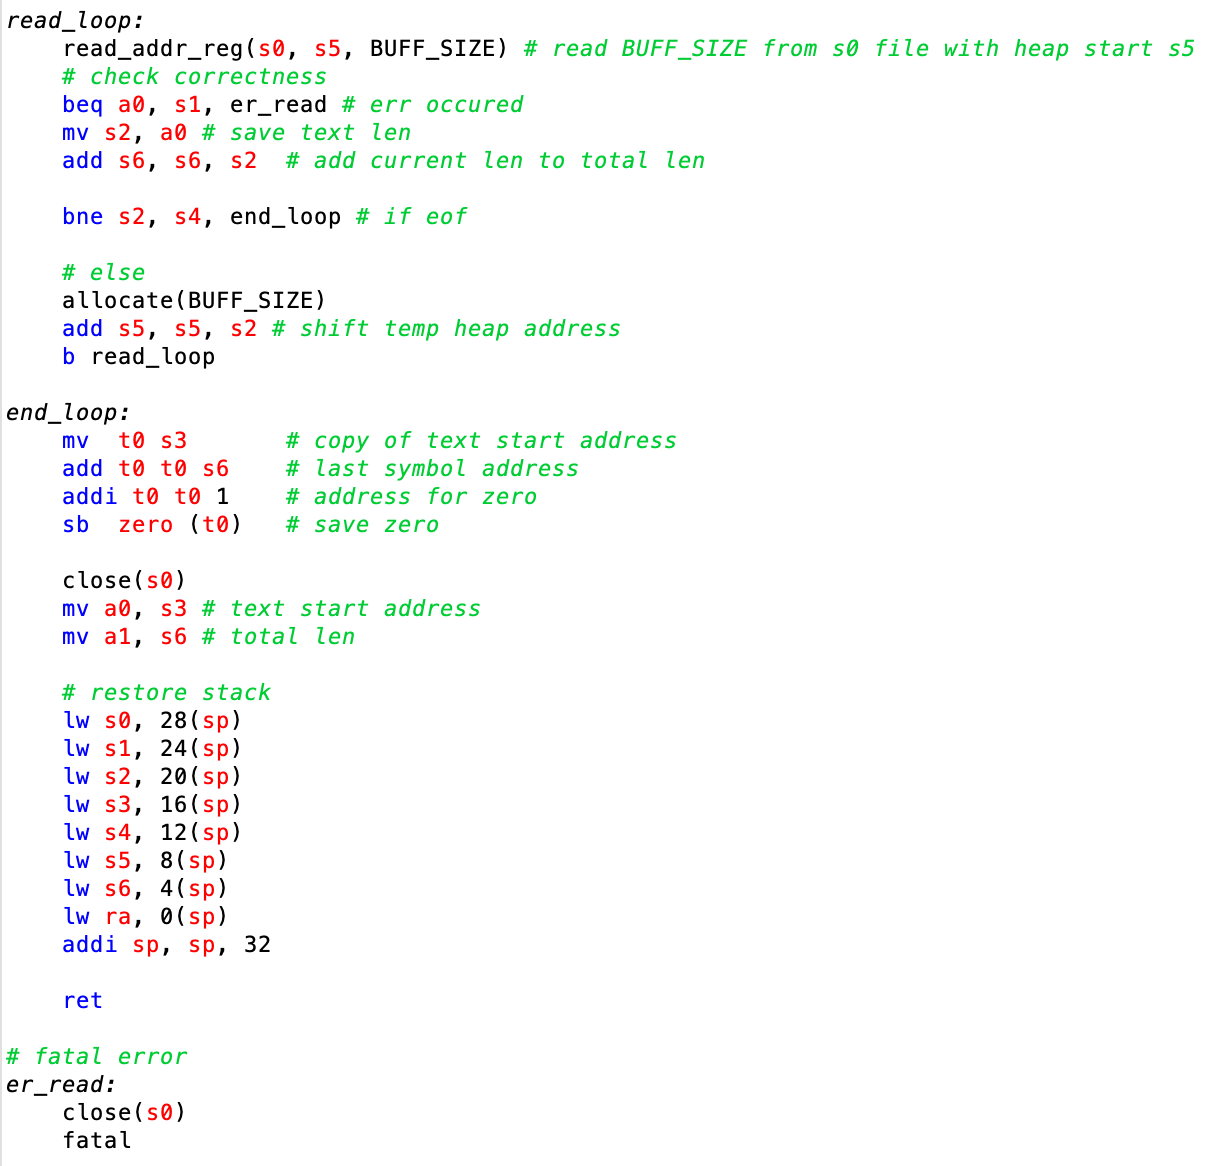 read_loop:
    read_addr_reg(s0, s5, BUFF_SIZE) # read BUFF_SIZE from s0 file with heap start s5
    # check correctness
    beq a0, s1, er_read # err occured
    mv s2, a0 # save text len
    add s6, s6, s2  # add current len to total len

    bne s2, s4, end_loop # if eof

    # else
    allocate(BUFF_SIZE)
    add s5, s5, s2 # shift temp heap address
    b read_loop

end_loop:
    mv  t0 s3       # copy of text start address
    add t0 t0 s6    # last symbol address
    addi t0 t0 1    # address for zero
    sb  zero (t0)   # save zero

    close(s0)
    mv a0, s3 # text start address
    mv a1, s6 # total len

    # restore stack
    lw s0, 28(sp)
    lw s1, 24(sp)
    lw s2, 20(sp)
    lw s3, 16(sp)
    lw s4, 12(sp)
    lw s5, 8(sp)
    lw s6, 4(sp)
    lw ra, 0(sp)
    addi sp, sp, 32

    ret

# fatal error
er_read:
    close(s0)
    fatal